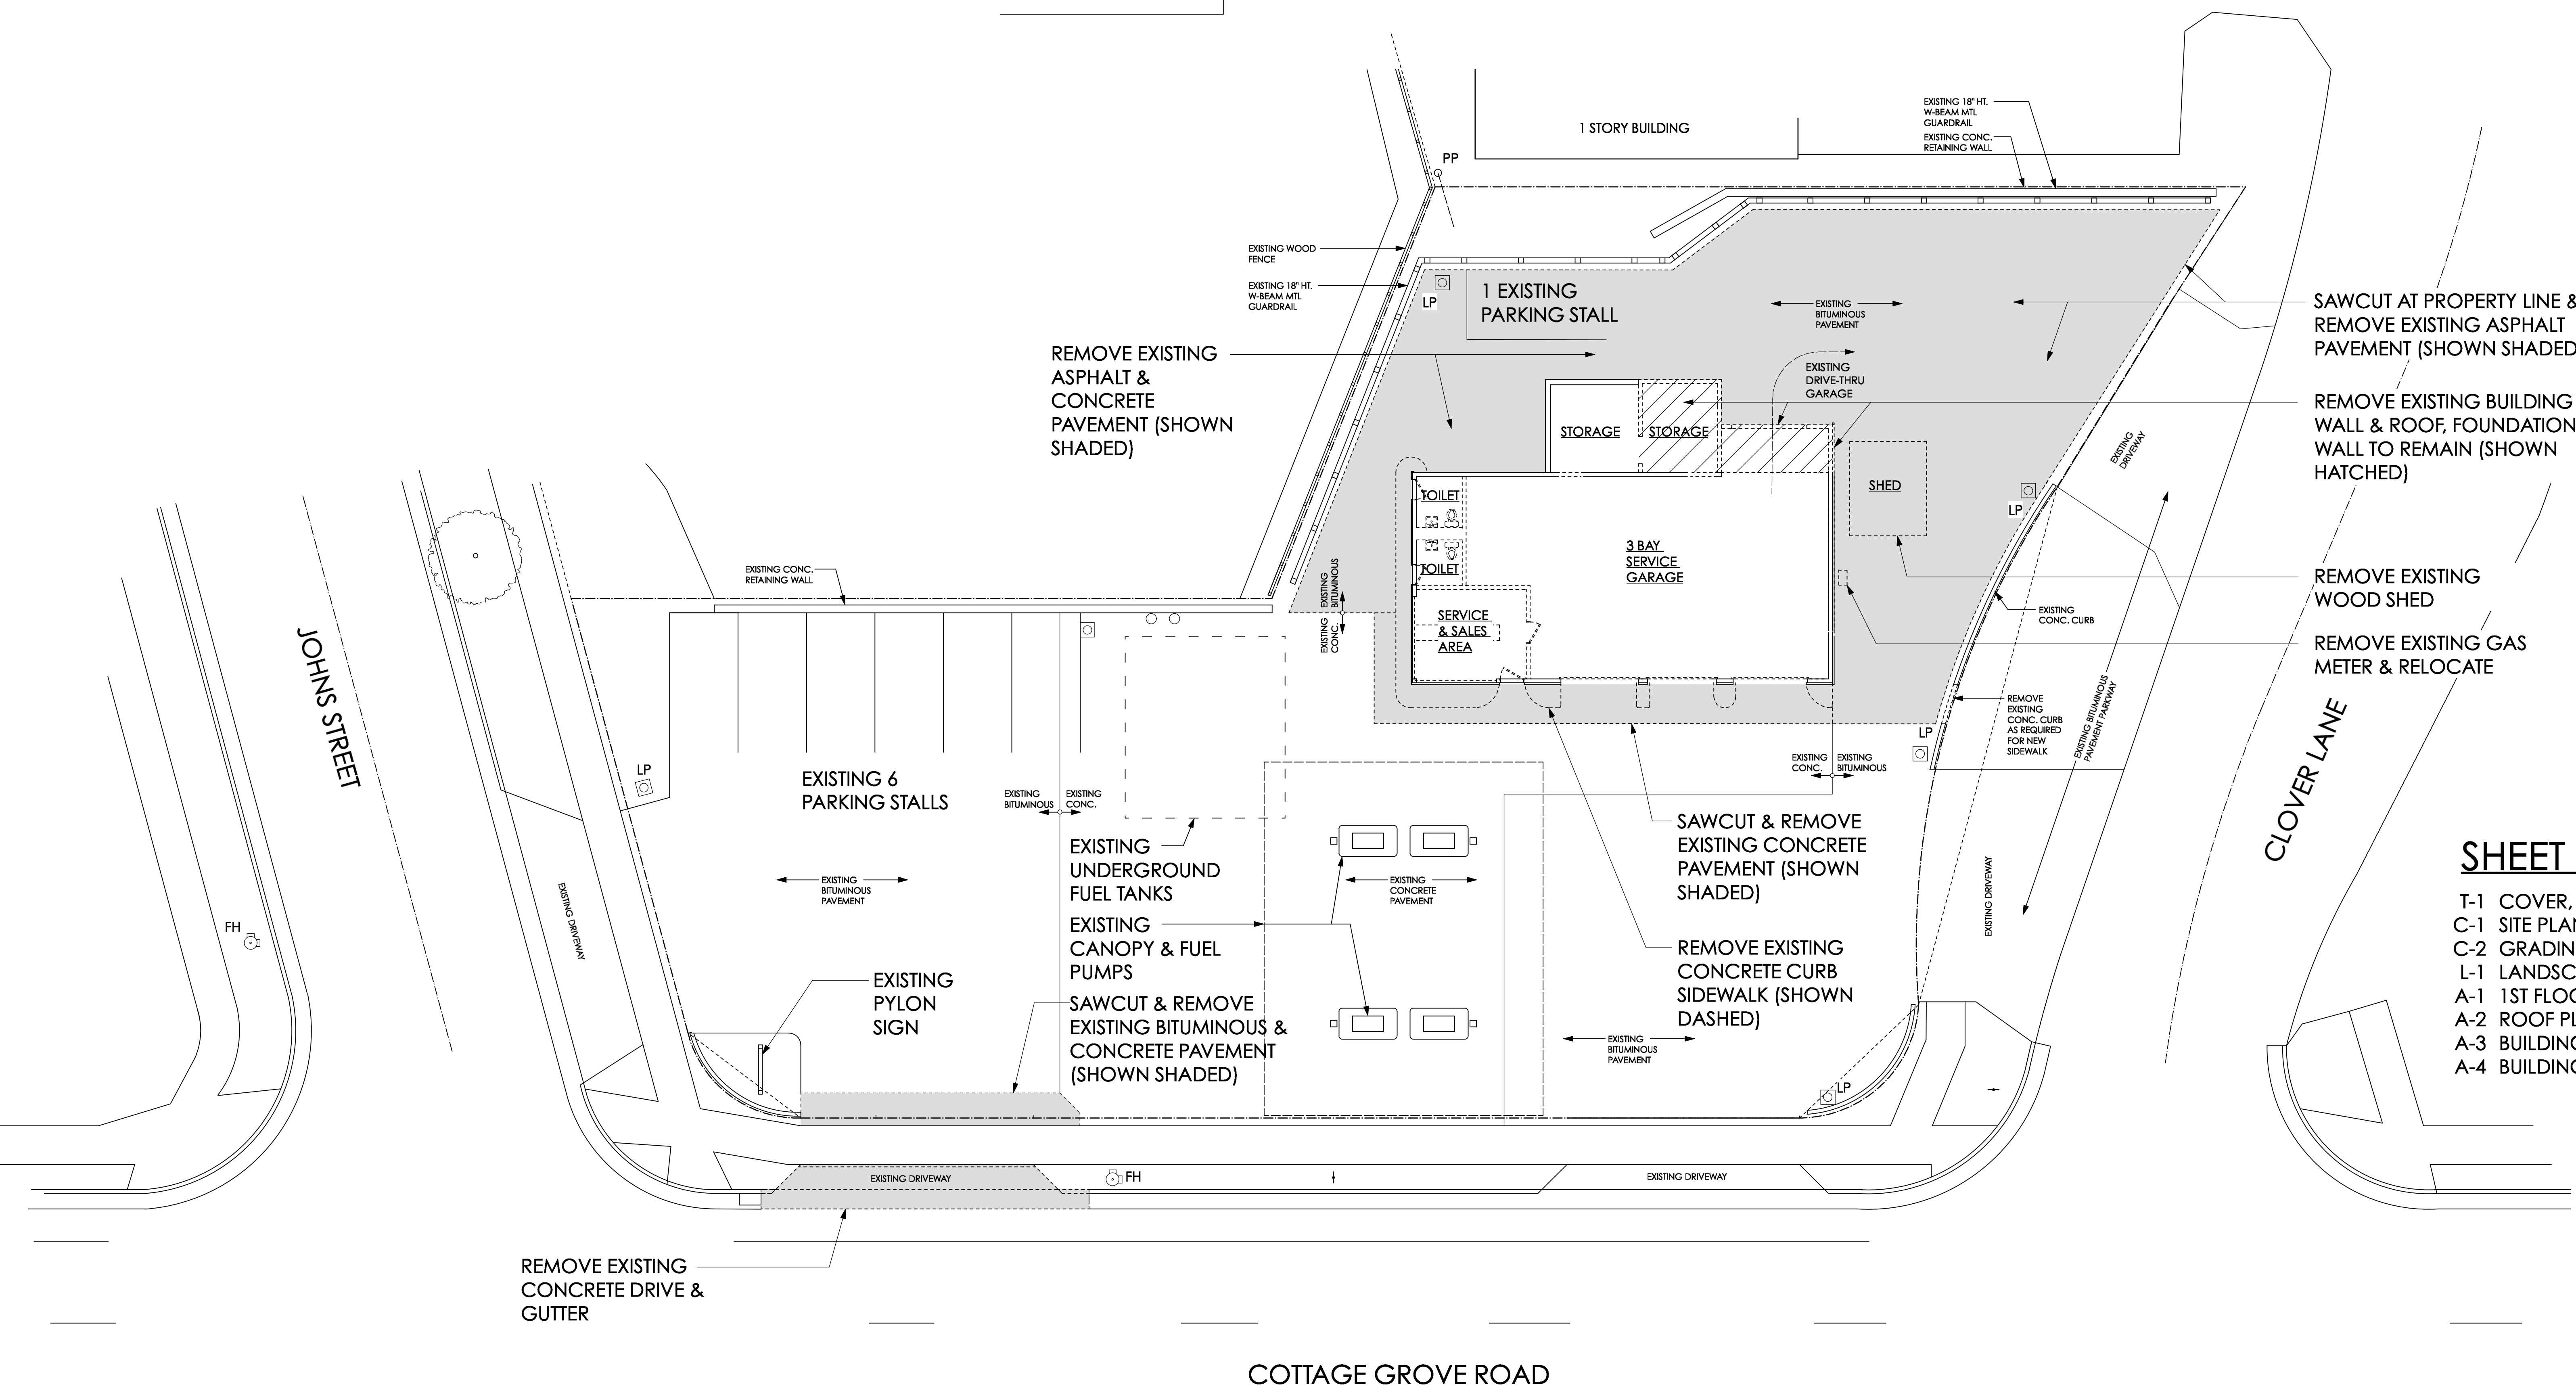 1 STORY BUILDING
EXISTING 18" HT.
W-BEAM MTL
GUARDRAIL
EXISTING CONC.
RETAINING WALL
PP
EXISTING WOOD
FENCE
EXISTING 18" HT.
W-BEAM MTL
GUARDRAIL
LP
1 EXISTING
PARKING STALL
EXISTING
BITUMINOUS
PAVEMENT
SAWCUT AT PROPERTY LINE &
REMOVE EXISTING ASPHALT
PAVEMENT (SHOWN SHADED
REMOVE EXISTING
ASPHALT &
CONCRETE
PAVEMENT (SHOWN
SHADED)
EXISTING
DRIVE-THRU
GARAGE
REMOVE EXISTING BUILDING
WALL & ROOF, FOUNDATION
WALL TO REMAIN (SHOWN
HATCHED)
STORAGE
STORAGE
EXISTING
DRIVEWAY
SHED
LP
TOILET
TOILET
3 BAY
SERVICE
GARAGE
SERVICE
& SALES
AREA
EXISTING CONC.
RETAINING WALL
EXISTING
BITUMINOUS
EXISTING
CONC.
REMOVE EXISTING
WOOD SHED
EXISTING
CONC. CURB
REMOVE EXISTING GAS
METER & RELOCATE
JOHNS STREET
REMOVE
EXISTING
CONC. CURB
AS REQUIRED
FOR NEW
SIDEWALK
EXISTING BITUMINOUS
PAVEMENT PARKWAY
CLOVER LANE
LP
LP
EXISTING 6
PARKING STALLS
EXISTING
BITUMINOUS
EXISTING
CONC.
EXISTING
CONC.
EXISTING
BITUMINOUS
EXISTING
UNDERGROUND
FUEL TANKS
SAWCUT & REMOVE
EXISTING CONCRETE
PAVEMENT (SHOWN
SHADED)
EXISTING
BITUMINOUS
PAVEMENT
EXISTING
CONCRETE
PAVEMENT
EXISTING DRIVEWAY
EXISTING DRIVEWAY
EXISTING
CANOPY & FUEL
PUMPS
FH
REMOVE EXISTING
CONCRETE CURB
SIDEWALK (SHOWN
DASHED)
EXISTING
PYLON
SIGN
SAWCUT & REMOVE
EXISTING BITUMINOUS &
CONCRETE PAVEMENT
(SHOWN SHADED)
EXISTING
BITUMINOUS
PAVEMENT
LP
SHEET
T-1 COVER,
C-1 SITE PLAN
C-2 GRADIN
L-1 LANDSC
A-1 1ST FLOO
A-2 ROOF PL
A-3 BUILDING
A-4 BUILDING
EXISTING DRIVEWAY
FH
EXISTING DRIVEWAY
REMOVE EXISTING
CONCRETE DRIVE &
GUTTER
COTTAGE GROVE ROAD